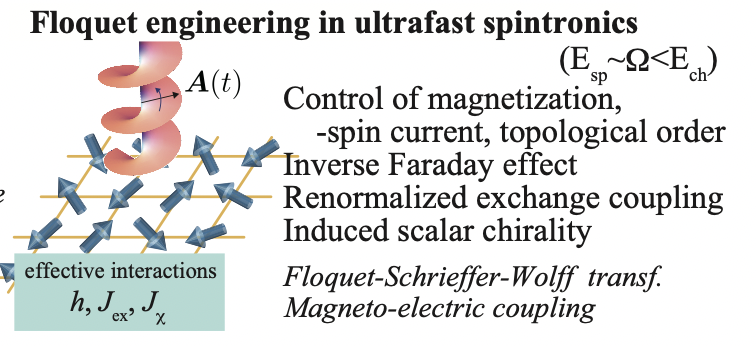 Floquet engineering in ultrafast spintronics
(E_sp~Ω<E_ch)
A(t)
Control of magnetization,
-spin current, topological order
Inverse Faraday effect
Renormalized exchange coupling
Induced scalar chirality
effective interactions
h, J_ex, J_χ
Floquet-Schrieffer-Wolff transf.
Magneto-electric coupling